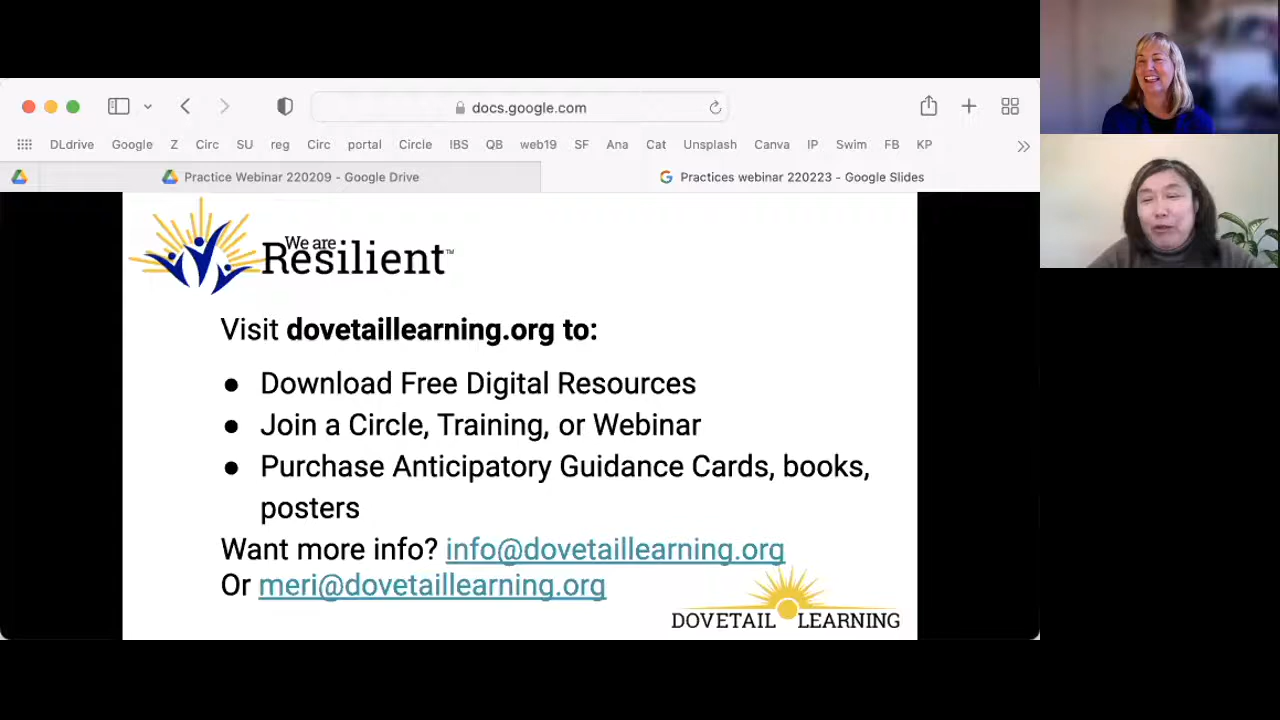 docs.google.com
DLdrive Google Z Circ SU reg Circ portal Circle IBS QB web19 SF Ana Cat Unsplash Canva IP Swim FB KP
Practice Webinar 220209 - Google Drive
Practices webinar 220223 - Google Slides
We are
Resilient™
Visit dovetaillearning.org to:
● Download Free Digital Resources
● Join a Circle, Training, or Webinar
● Purchase Anticipatory Guidance Cards, books,
posters
Want more info? info@dovetaillearning.org
Or meri@dovetaillearning.org
DOVETAIL LEARNING